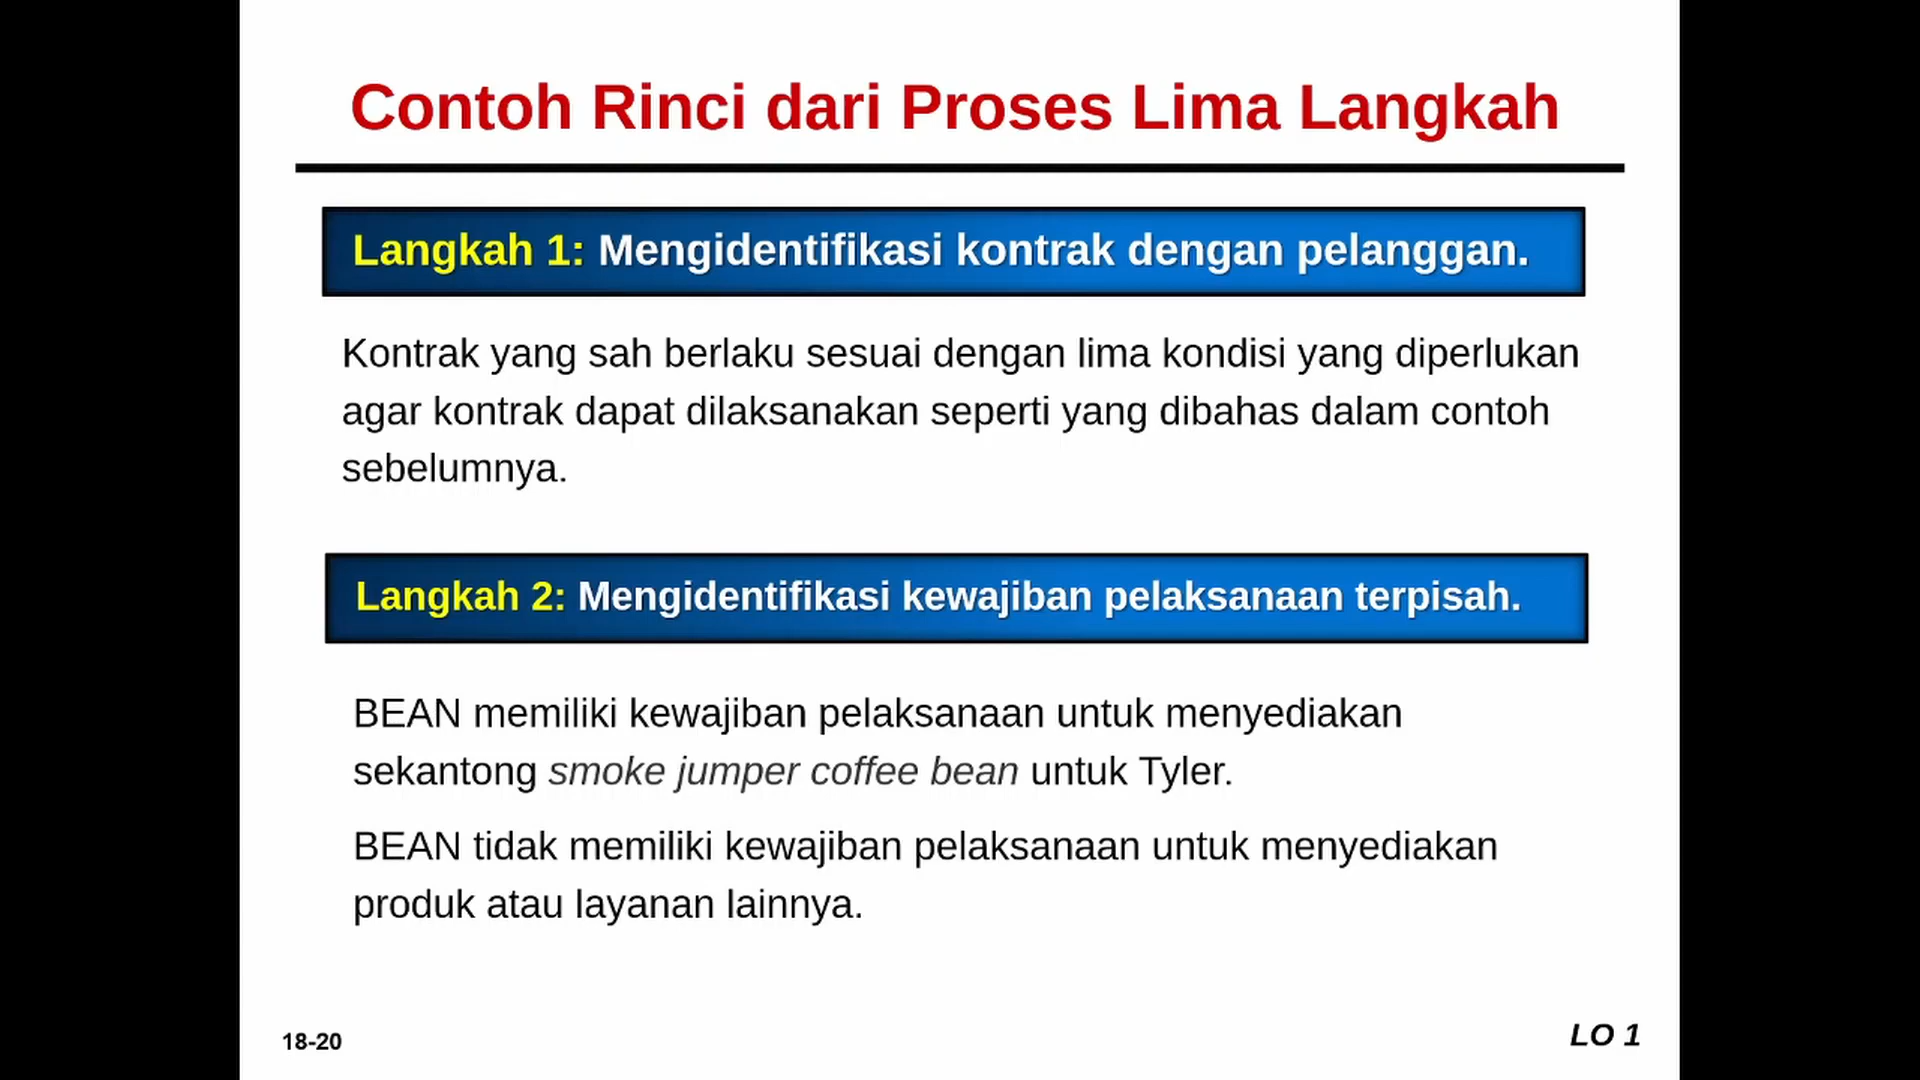 Contoh Rinci dari Proses Lima Langkah
Langkah 1: Mengidentifikasi kontrak dengan pelanggan.
Kontrak yang sah berlaku sesuai dengan lima kondisi yang diperlukan
agar kontrak dapat dilaksanakan seperti yang dibahas dalam contoh
sebelumnya.
Langkah 2: Mengidentifikasi kewajiban pelaksanaan terpisah.
BEAN memiliki kewajiban pelaksanaan untuk menyediakan
sekantong smoke jumper coffee bean untuk Tyler.
BEAN tidak memiliki kewajiban pelaksanaan untuk menyediakan
produk atau layanan lainnya.
18-20
LO 1